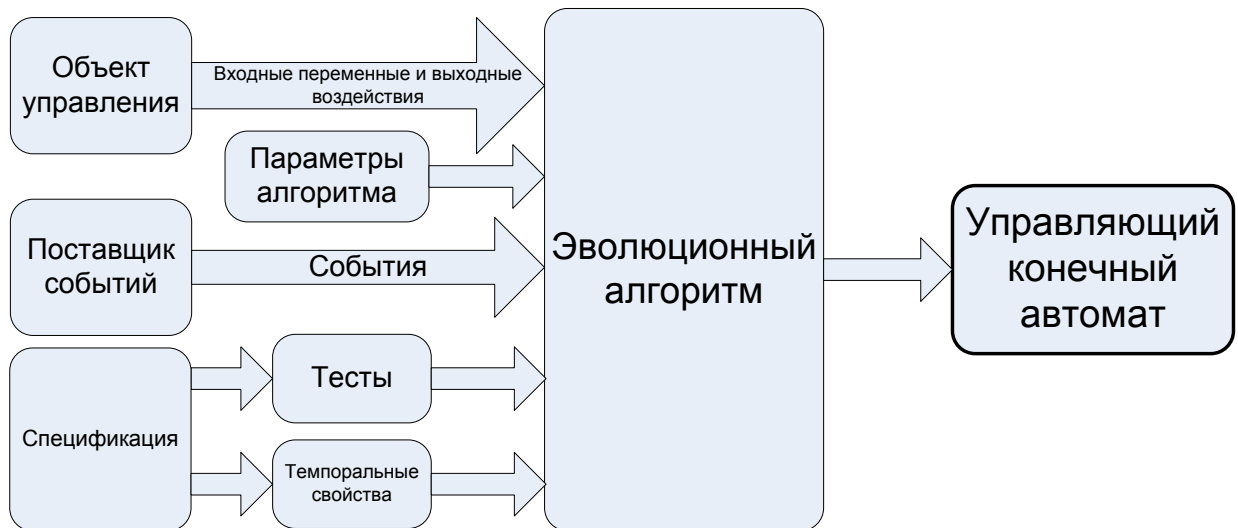 Объект
управления
Входные переменные и выходные
воздействия
Параметры
алгоритма
Поставщик
событий
События
Спецификация
Тесты
Темпоральные
свойства
Эволюционный
алгоритм
Управляющий
конечный
автомат